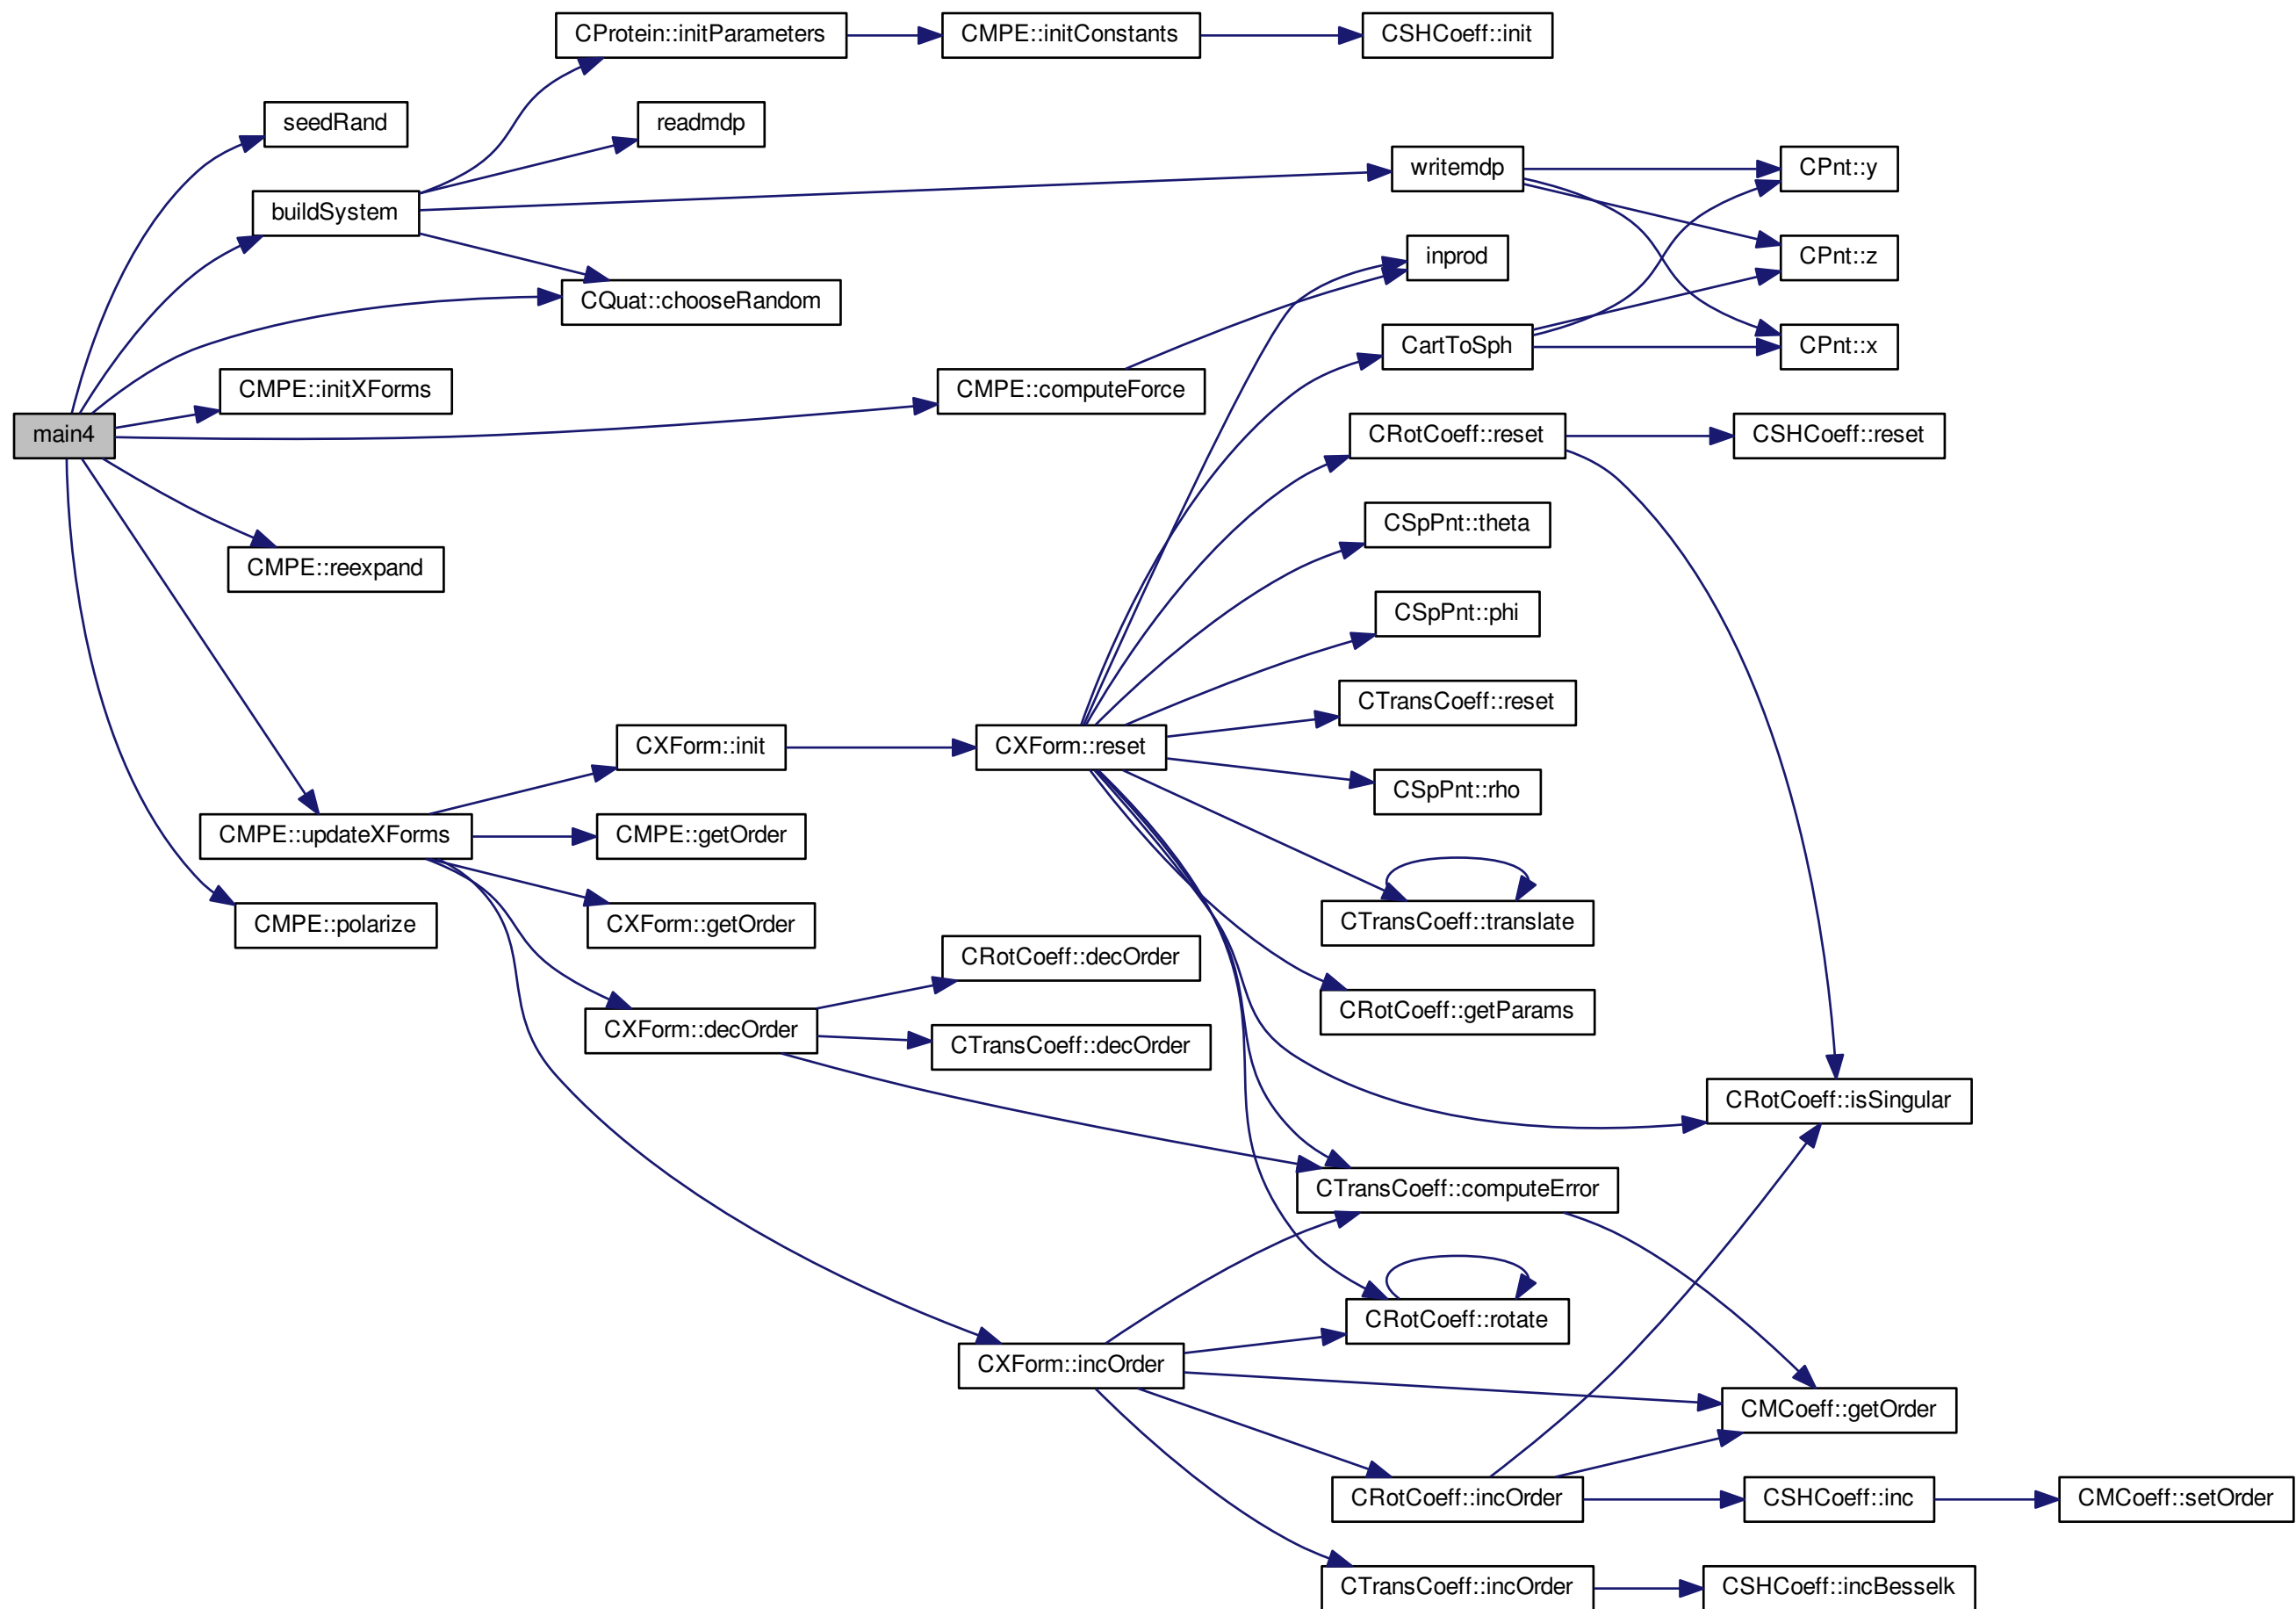 CProtein::initParameters
CMPE::initConstants
CSHCoeff::init
seedRand
readmdp
writemdp
CPnt::y
buildSystem
inprod
CPnt::z
CQuat::chooseRandom
CartToSph
CPnt::x
CMPE::initXForms
CMPE::computeForce
main4
CRotCoeff::reset
CSHCoeff::reset
CSpPnt::theta
CMPE::reexpand
CSpPnt::phi
CTransCoeff::reset
CXForm::init
CXForm::reset
CSpPnt::rho
CMPE::updateXForms
CMPE::getOrder
CMPE::polarize
CXForm::getOrder
CTransCoeff::translate
CRotCoeff::decOrder
CRotCoeff::getParams
CXForm::decOrder
CTransCoeff::decOrder
CRotCoeff::isSingular
CTransCoeff::computeError
CRotCoeff::rotate
CXForm::incOrder
CMCoeff::getOrder
CRotCoeff::incOrder
CSHCoeff::inc
CMCoeff::setOrder
CTransCoeff::incOrder
CSHCoeff::incBesselk